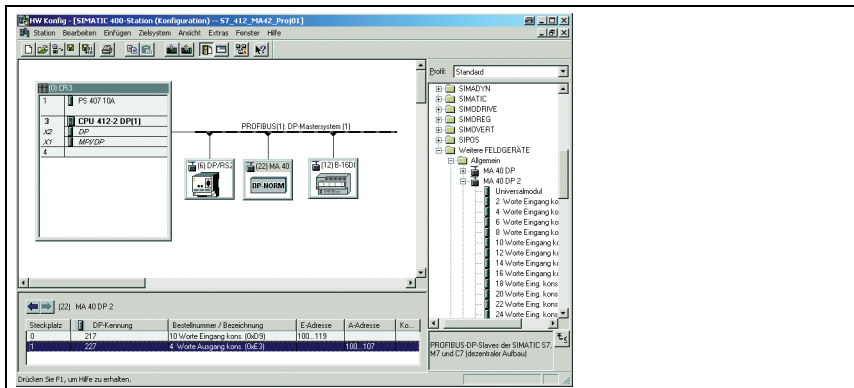 HW Konfig - [SIMATIC 400-Station (Konfiguration) -- S7_412_MA42_Proj01]
Station Bearbeiten Einfügen Zielsystem Ansicht Extras Fenster Hilfe
(0) CR3
1 PS 407 10A
3 CPU 412-2 DP(1)
X2 DP
X1 MPI/DP
4
PROFIBUS(1): DP-Mastersystem (1)
(6) DP/RS2
(22) MA 40
DP-NORM
(12) B-16DI
Profil: Standard
SIMADYN
SIMATIC
SIMODRIVE
SIMOREG
SIMOVERT
SIPOS
Weitere FELDGERÄTE
Allgemein
MA 40 DP
MA 40 DP 2
Universalmodul
2 Worte Eingang ko
4 Worte Eingang ko
6 Worte Eingang ko
8 Worte Eingang ko
10 Worte Eingang ko
12 Worte Eingang ko
14 Worte Eingang ko
16 Worte Eingang ko
18 Worte Eing. kons
20 Worte Eing. kons
22 Worte Eing. kons
24 Worte Eing. kons
PROFIBUS-DP-Slaves der SIMATIC S7,
M7 und C7 (dezentraler Aufbau)
(22) MA 40 DP 2
Steckplatz DP-Kennung Bestellnummer / Bezeichnung E-Adresse A-Adresse Ko...
0 217 10 Worte Eingang kons. (0xD9) 100...119
1 227 4 Worte Ausgang kons. (0xE3) 100...107
Drücken Sie F1, um Hilfe zu erhalten.